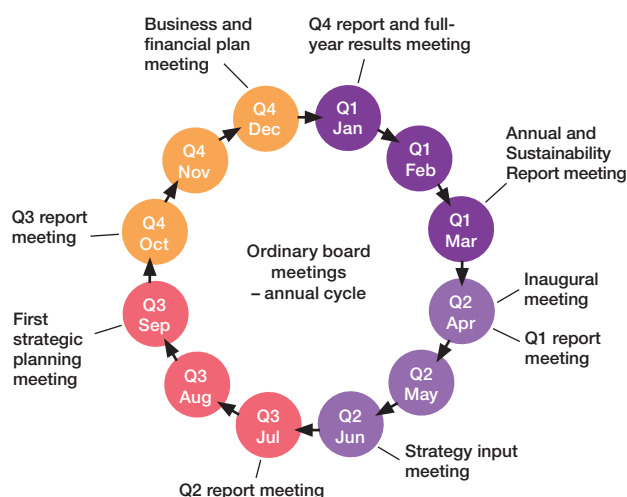 Business and
financial plan
meeting
Q4 report and full-
year results meeting
Q4
Dec
Q1
Jan
Q4
Nov
Q1
Feb
Annual and
Sustainability
Report meeting
Q3 report
meeting
Q4
Oct
Q1
Mar
Ordinary board
meetings
– annual cycle
First
strategic
planning
meeting
Q3
Sep
Q2
Apr
Inaugural
meeting
Q1 report
meeting
Q3
Aug
Q2
May
Q3
Jul
Q2
Jun
Strategy input
meeting
Q2 report meeting